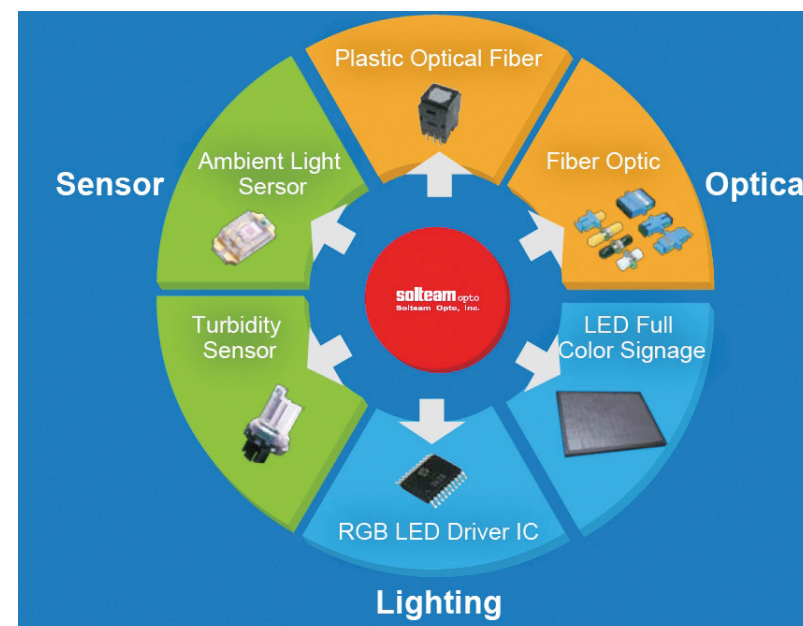 Plastic Optical Fiber
Ambient Light
Sersor
Fiber Optic
Sensor
Optica
solteam opto
Solteam Opto, Inc.
Turbidity
Sensor
LED Full
Color Signage
RGB LED Driver IC
Lighting